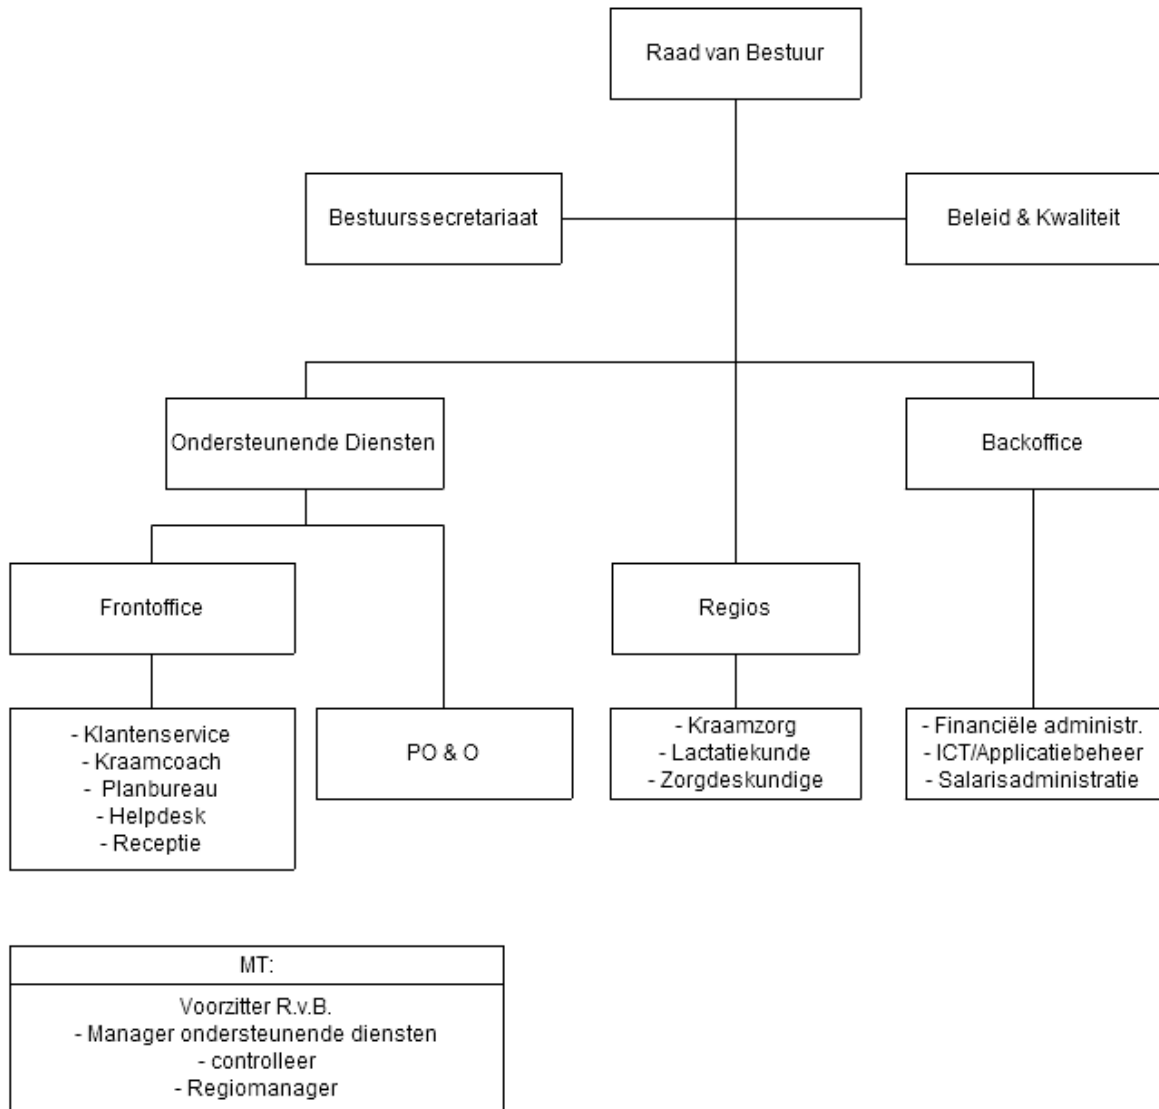 Raad van Bestuur
Bestuurssecretariaat
Beleid & Kwaliteit
Ondersteunende Diensten
Backoffice
Frontoffice
Regios
- Klantenservice
- Kraamcoach
- Planbureau
- Helpdesk
- Receptie
PO & O
- Kraamzorg
- Lactatiekunde
- Zorgdeskundige
- Financiële administr.
- ICT/Applicatiebeheer
- Salarisadministratie
MT:
Voorzitter R.v.B.
- Manager ondersteunende diensten
- controlleer
- Regiomanager